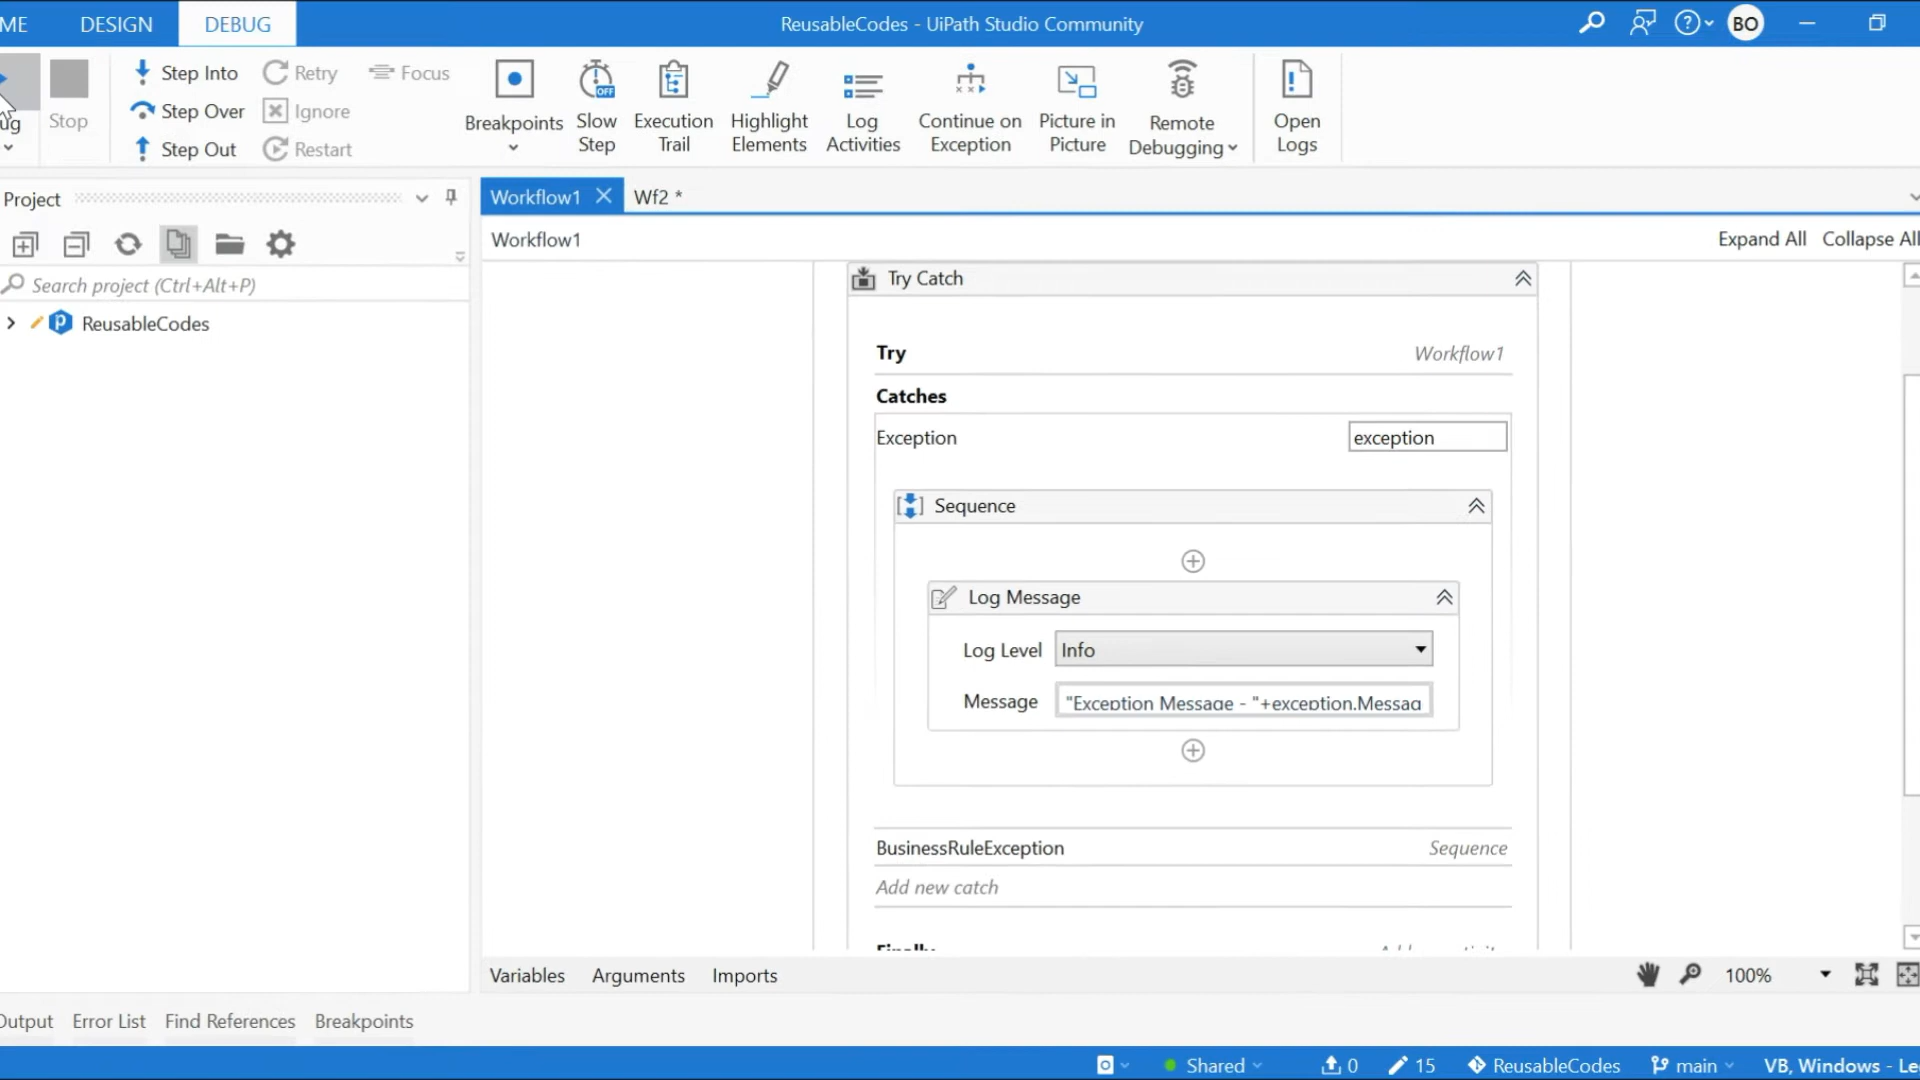 ME DESIGN DEBUG ReusableCodes - UiPath Studio Community BO
Step Into Retry Focus
Stop Step Over Ignore
Step Out Restart
Breakpoints
Slow Step
Execution Trail
Highlight Elements
Log Activities
Continue on Exception
Picture in Picture
Remote Debugging
Open Logs
Project
Search project (Ctrl+Alt+P)
ReusableCodes
Workflow1 Wf2 *
Workflow1 Expand All Collapse All
Try Catch
Try Workflow1
Catches
Exception exception
Sequence
Log Message
Log Level Info
Message "Exception Message - "+exception.Messag
BusinessRuleException Sequence
Add new catch
Finally
Variables Arguments Imports 100%
Output Error List Find References Breakpoints
Shared 0 15 ReusableCodes main VB, Windows - Le